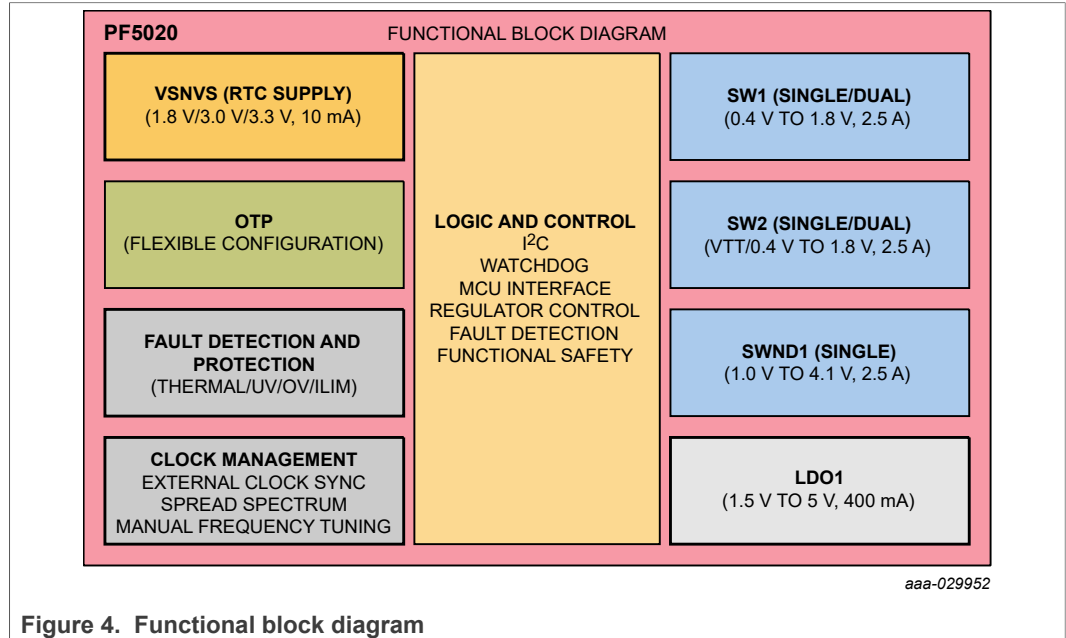 PF5020
FUNCTIONAL BLOCK DIAGRAM
VSNVS (RTC SUPPLY)
(1.8 V/3.0 V/3.3 V, 10 mA)
OTP
(FLEXIBLE CONFIGURATION)
FAULT DETECTION AND
PROTECTION
(THERMAL/UV/OV/ILIM)
CLOCK MANAGEMENT
EXTERNAL CLOCK SYNC
SPREAD SPECTRUM
MANUAL FREQUENCY TUNING
LOGIC AND CONTROL
I²C
WATCHDOG
MCU INTERFACE
REGULATOR CONTROL
FAULT DETECTION
FUNCTIONAL SAFETY
SW1 (SINGLE/DUAL)
(0.4 V TO 1.8 V, 2.5 A)
SW2 (SINGLE/DUAL)
(VTT/0.4 V TO 1.8 V, 2.5 A)
SWND1 (SINGLE)
(1.0 V TO 4.1 V, 2.5 A)
LDO1
(1.5 V TO 5 V, 400 mA)
aaa-029952
Figure 4. Functional block diagram